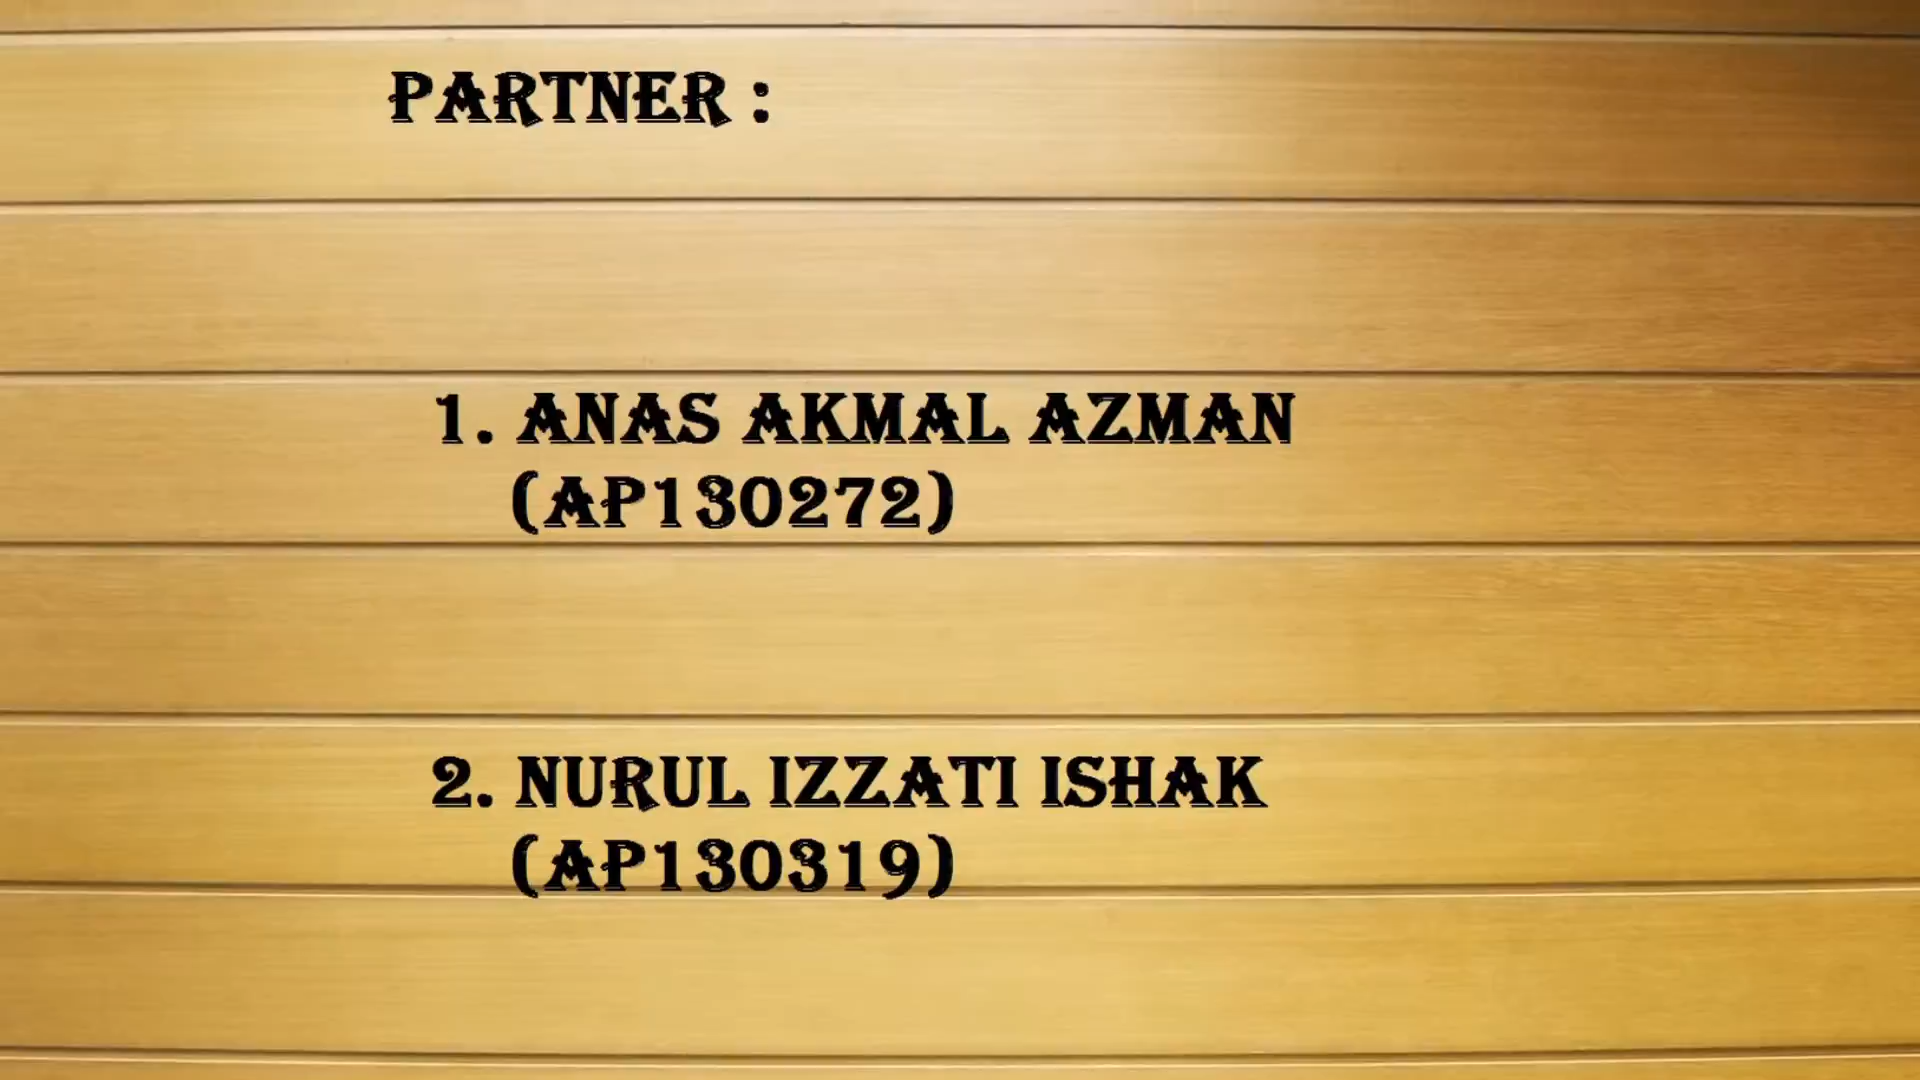 PARTNER :
1. ANAS AKMAL AZMAN
(AP130272)
2. NURUL IZZATI ISHAK
(AP130319)